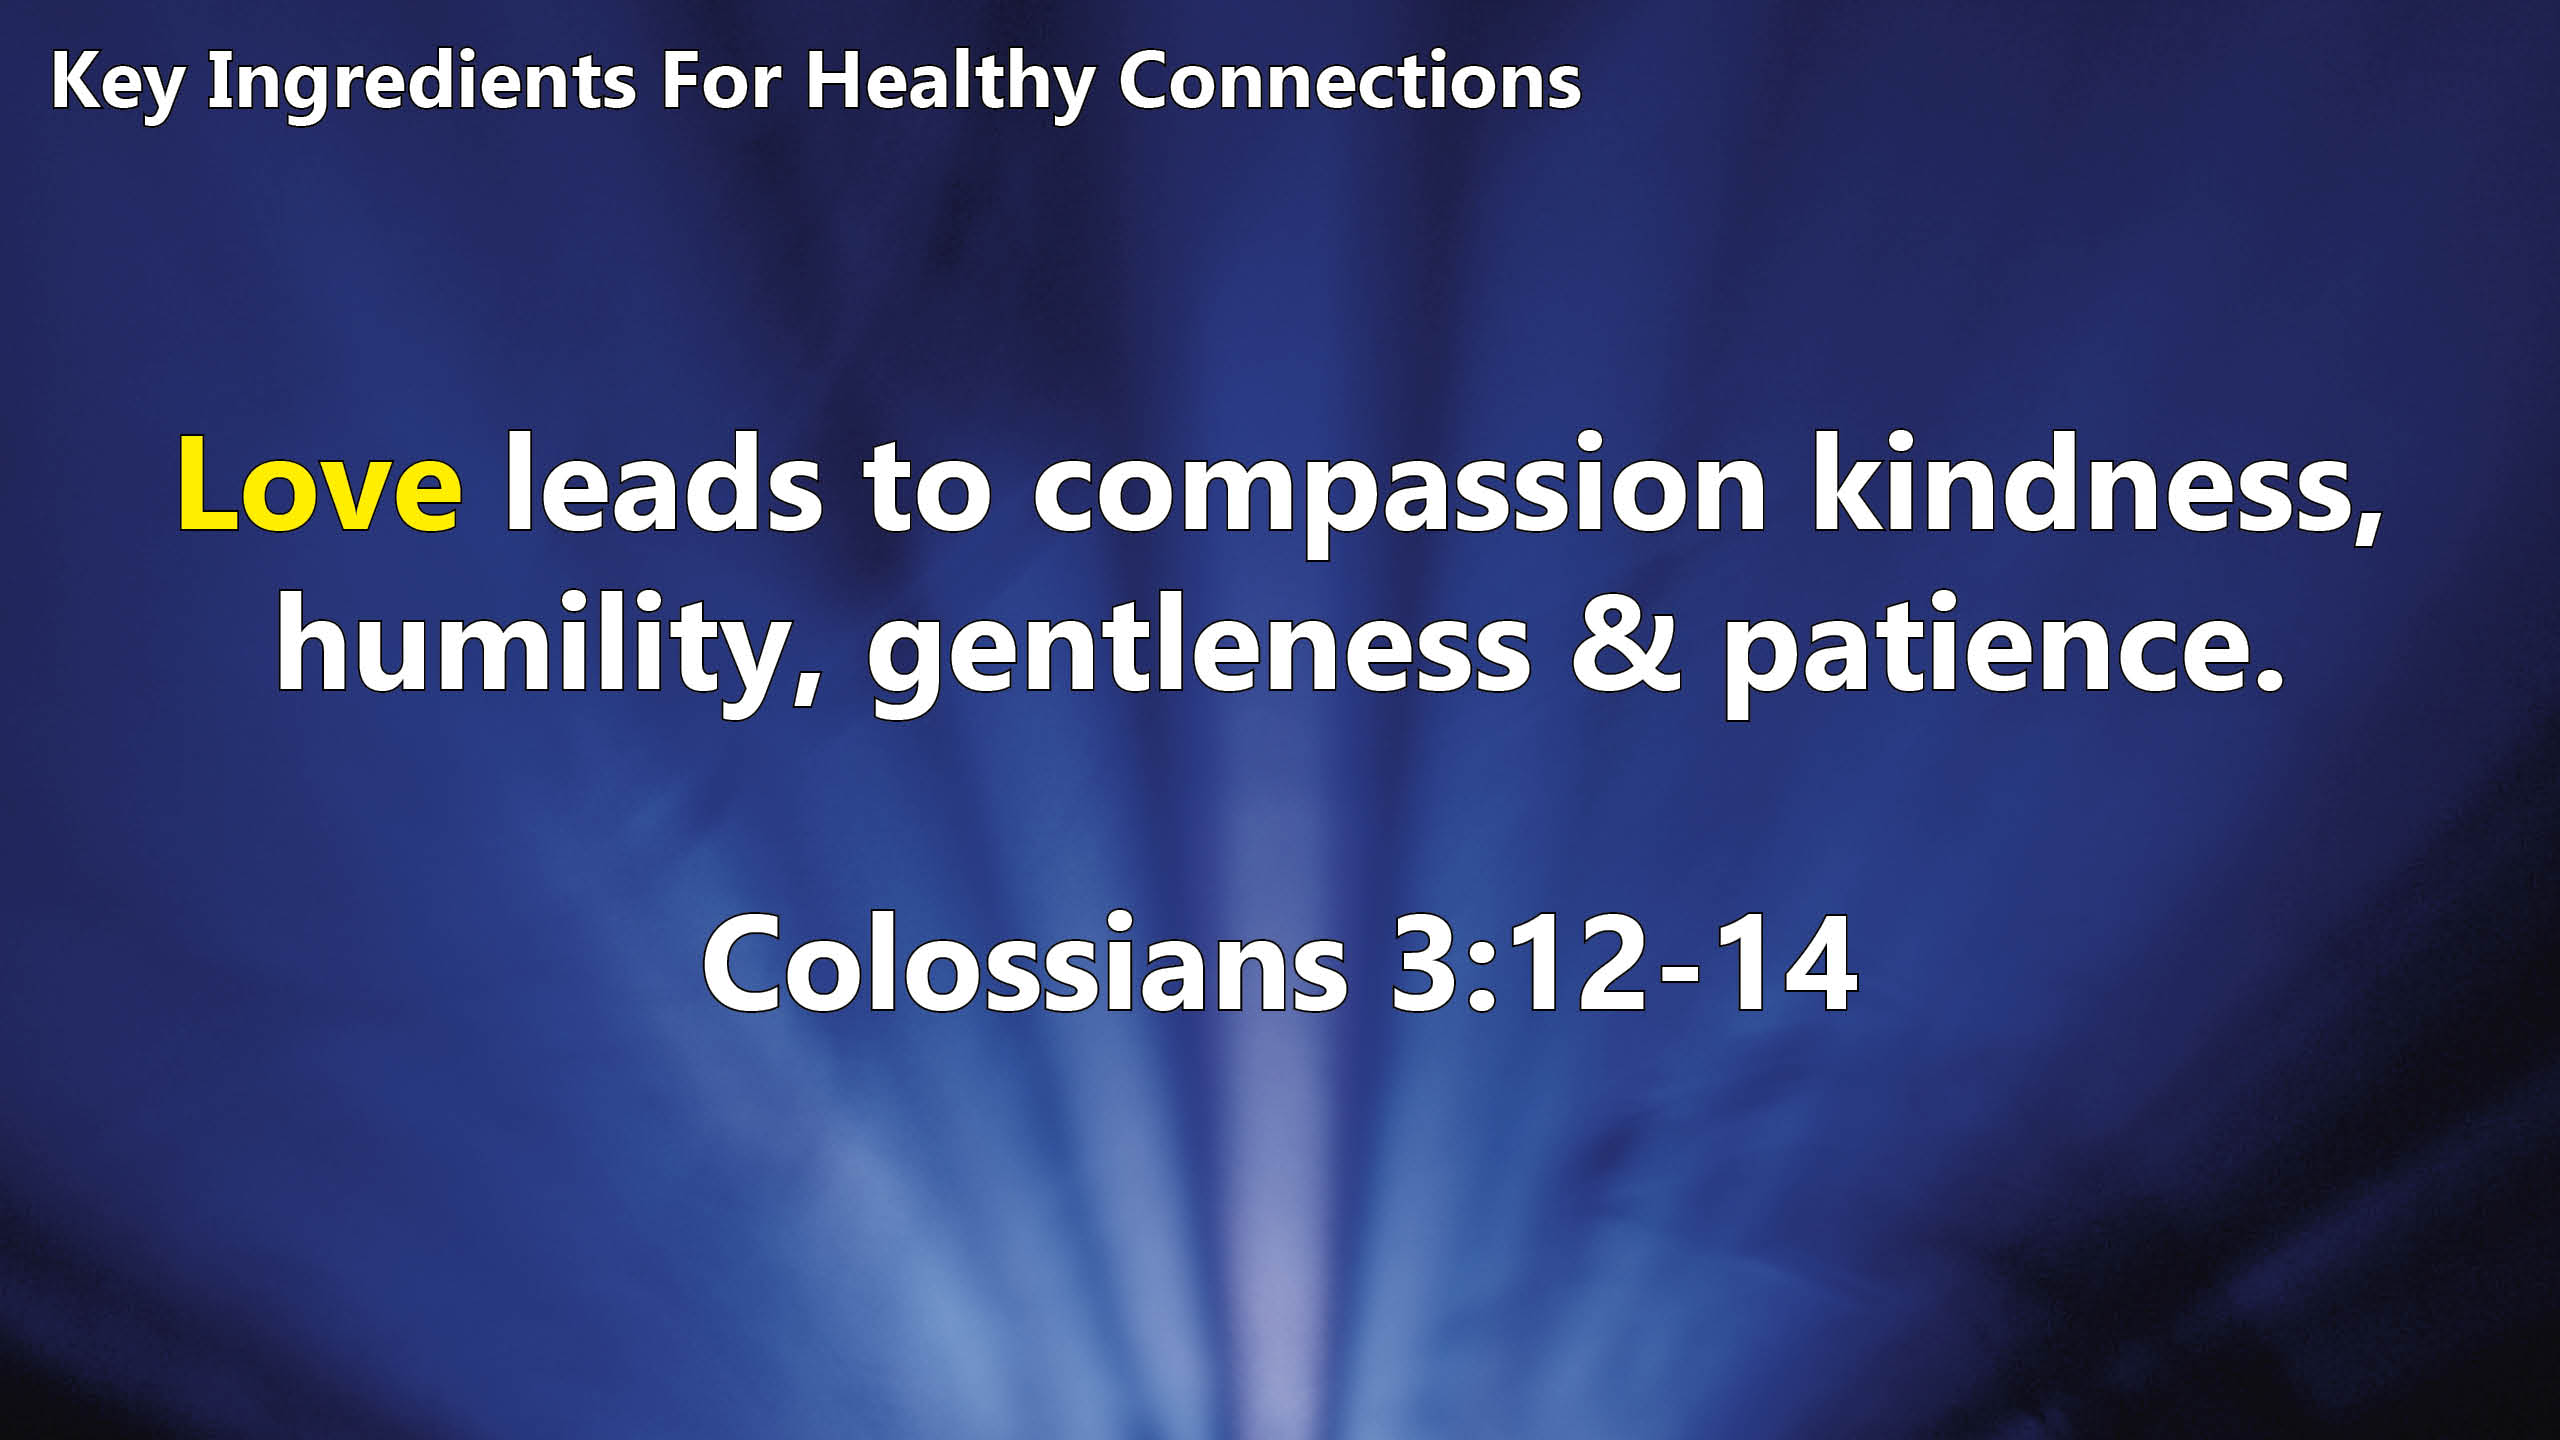 Key Ingredients For Healthy Connections
Love leads to compassion kindness,
humility, gentleness & patience.
Colossians 3:12-14